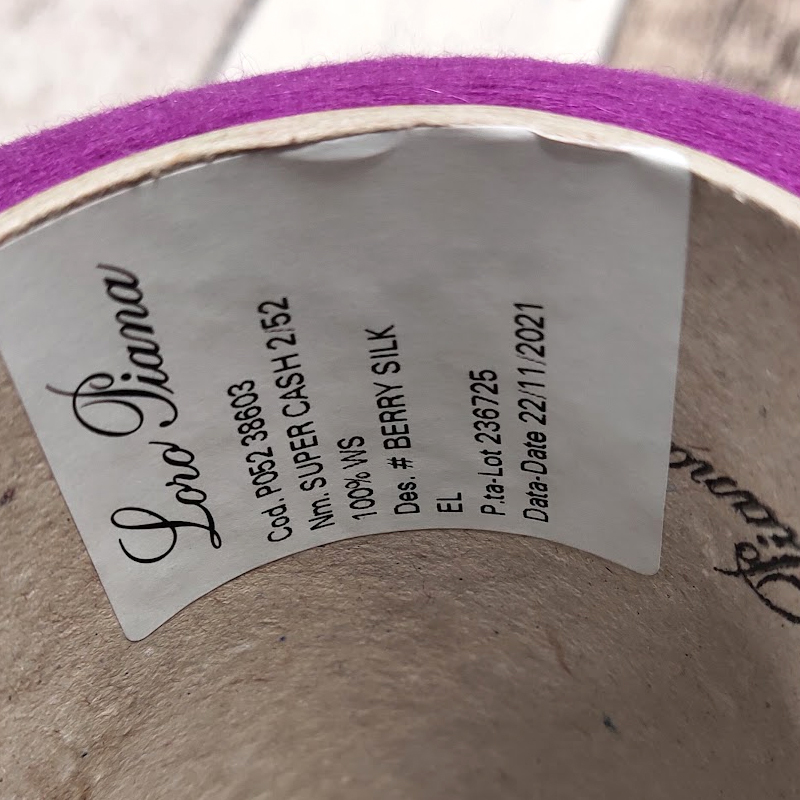 Loro Piana
Cod. P052 38603
Nm. SUPER CASH 2/52
100% WS
Des. # BERRY SILK
EL
P.ta-Lot 236725
Data-Date 22/11/2021
Piana